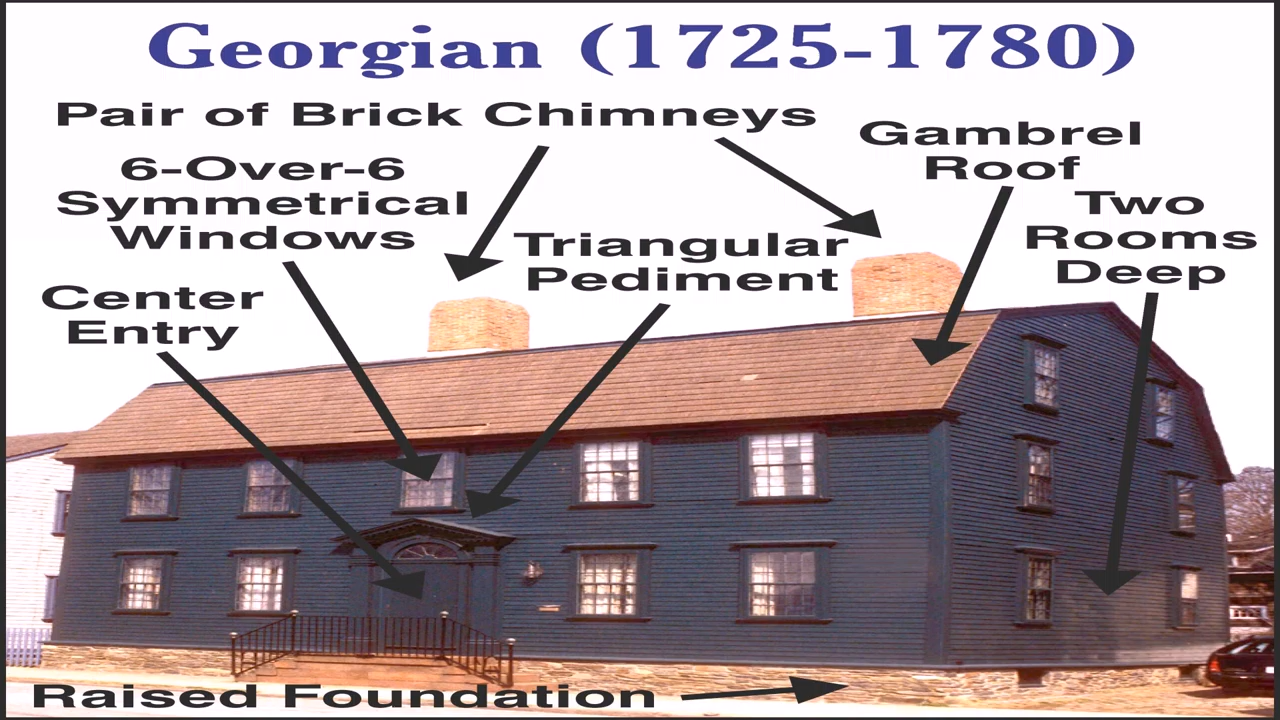 Georgian (1725-1780)
Pair of Brick Chimneys
Gambrel
Roof
6-Over-6
Symmetrical
Windows
Two
Rooms
Deep
Triangular
Pediment
Center
Entry
Raised Foundation